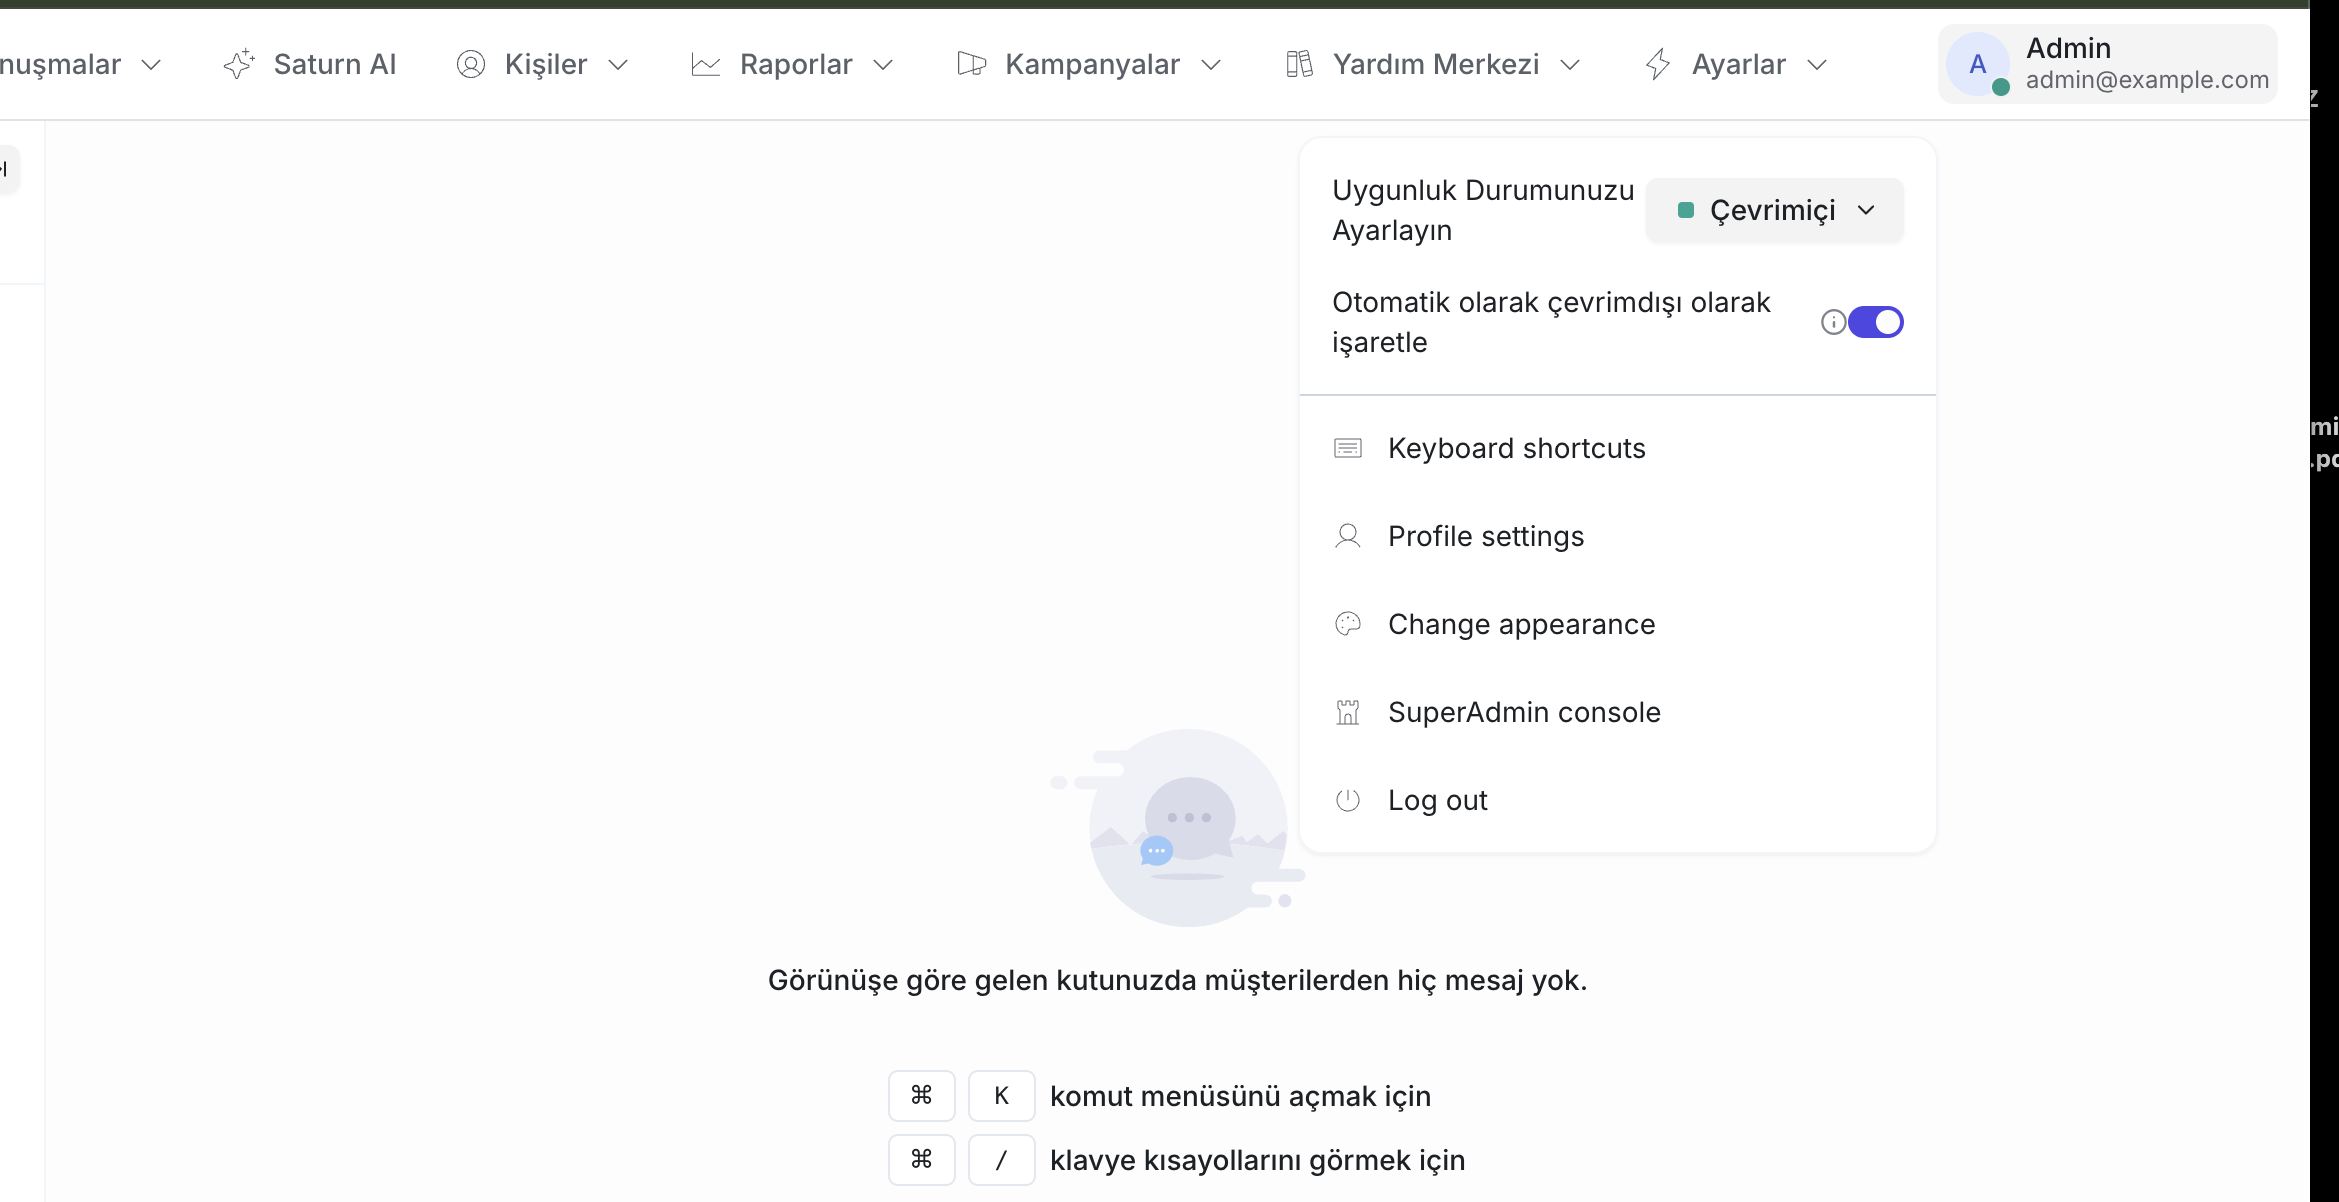 nuşmalar
Saturn AI
Kişiler
Raporlar
Kampanyalar
Yardım Merkezi
Ayarlar
A
Admin
admin@example.com
z
Uygunluk Durumunuzu
Ayarlayın
Çevrimiçi
Otomatik olarak çevrimdışı olarak
işaretle
mi
.pd
Keyboard shortcuts
Profile settings
Change appearance
SuperAdmin console
Log out
Görünüşe göre gelen kutunuzda müşterilerden hiç mesaj yok.
⌘ K komut menüsünü açmak için
⌘ / klavye kısayollarını görmek için